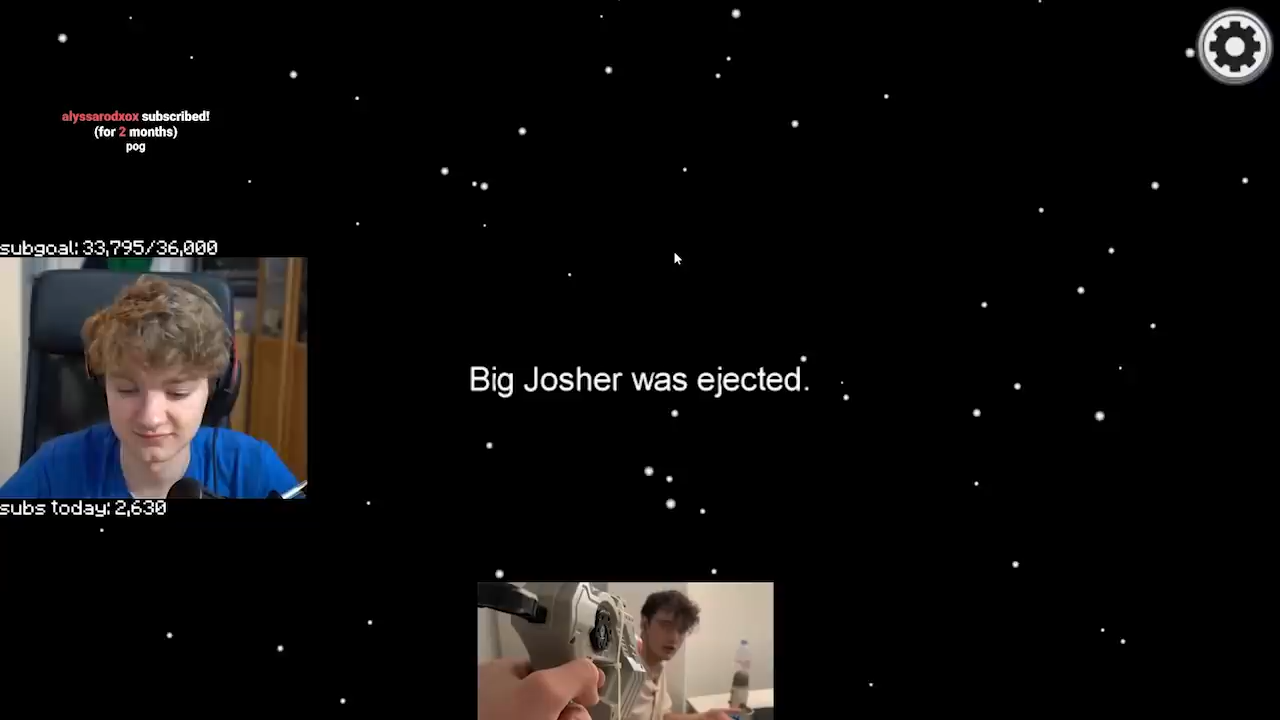 alyssarodxox subscribed!
(for 2 months)
pog
subgoal: 33,795/36,000
Big Josher was ejected.
subs today: 2,630